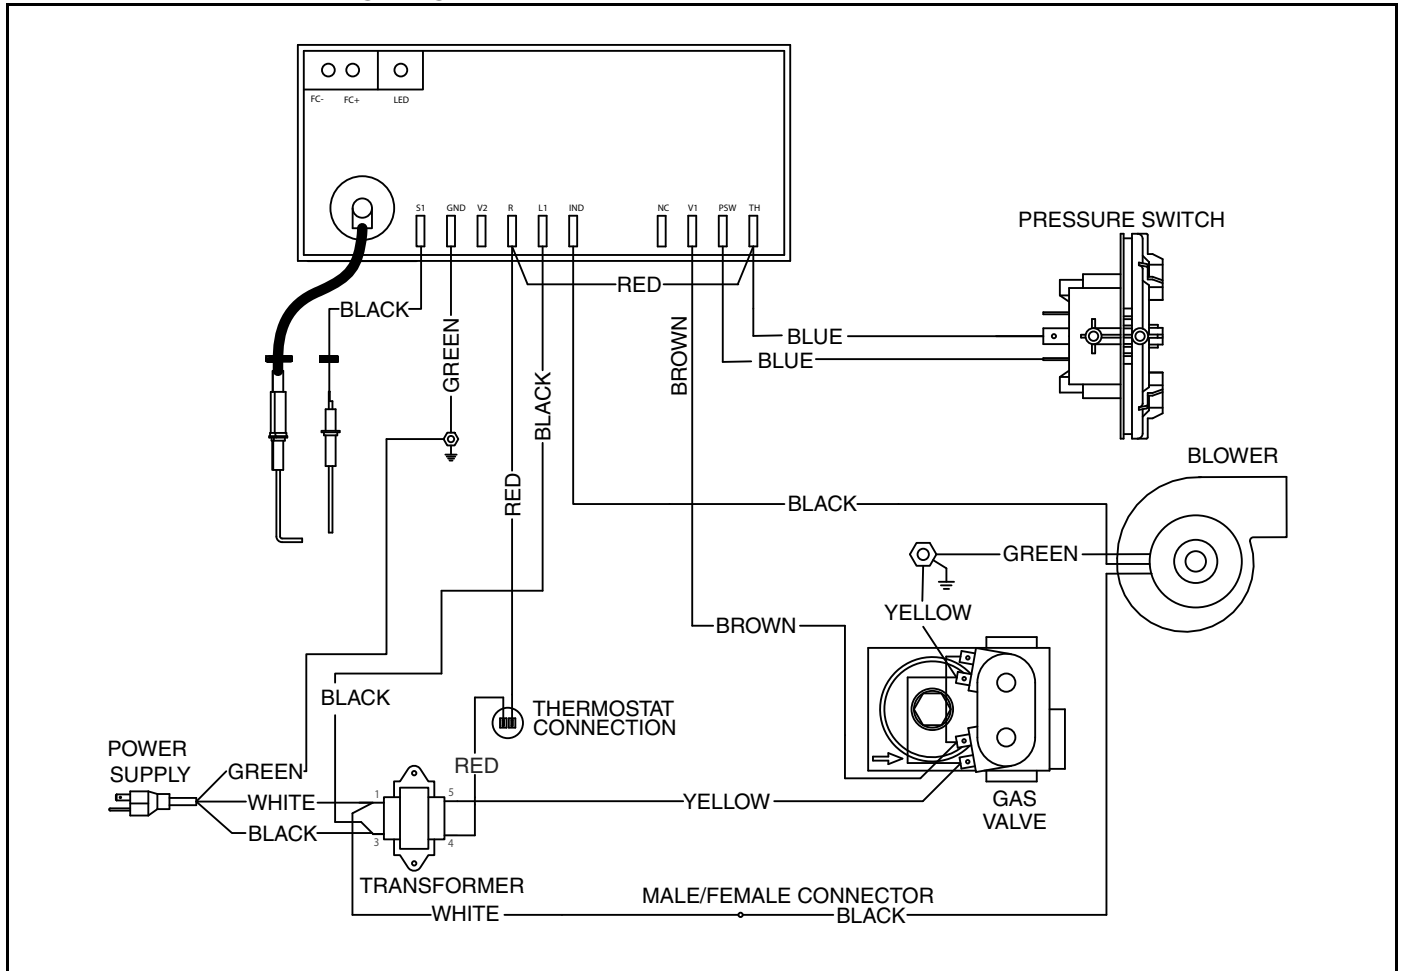 FC-
FC+
LED
S1
GND
V2
R
L1
IND
NC
V1
PSW
TH
PRESSURE SWITCH
RED
BLACK
BLUE
GREEN
BROWN
BLUE
BLACK
BLOWER
RED
BLACK
GREEN
YELLOW
BROWN
BLACK
THERMOSTAT
CONNECTION
POWER
SUPPLY
GREEN
RED
WHITE
1
5
YELLOW
GAS
VALVE
BLACK
3
4
TRANSFORMER
MALE/FEMALE CONNECTOR
WHITE
BLACK